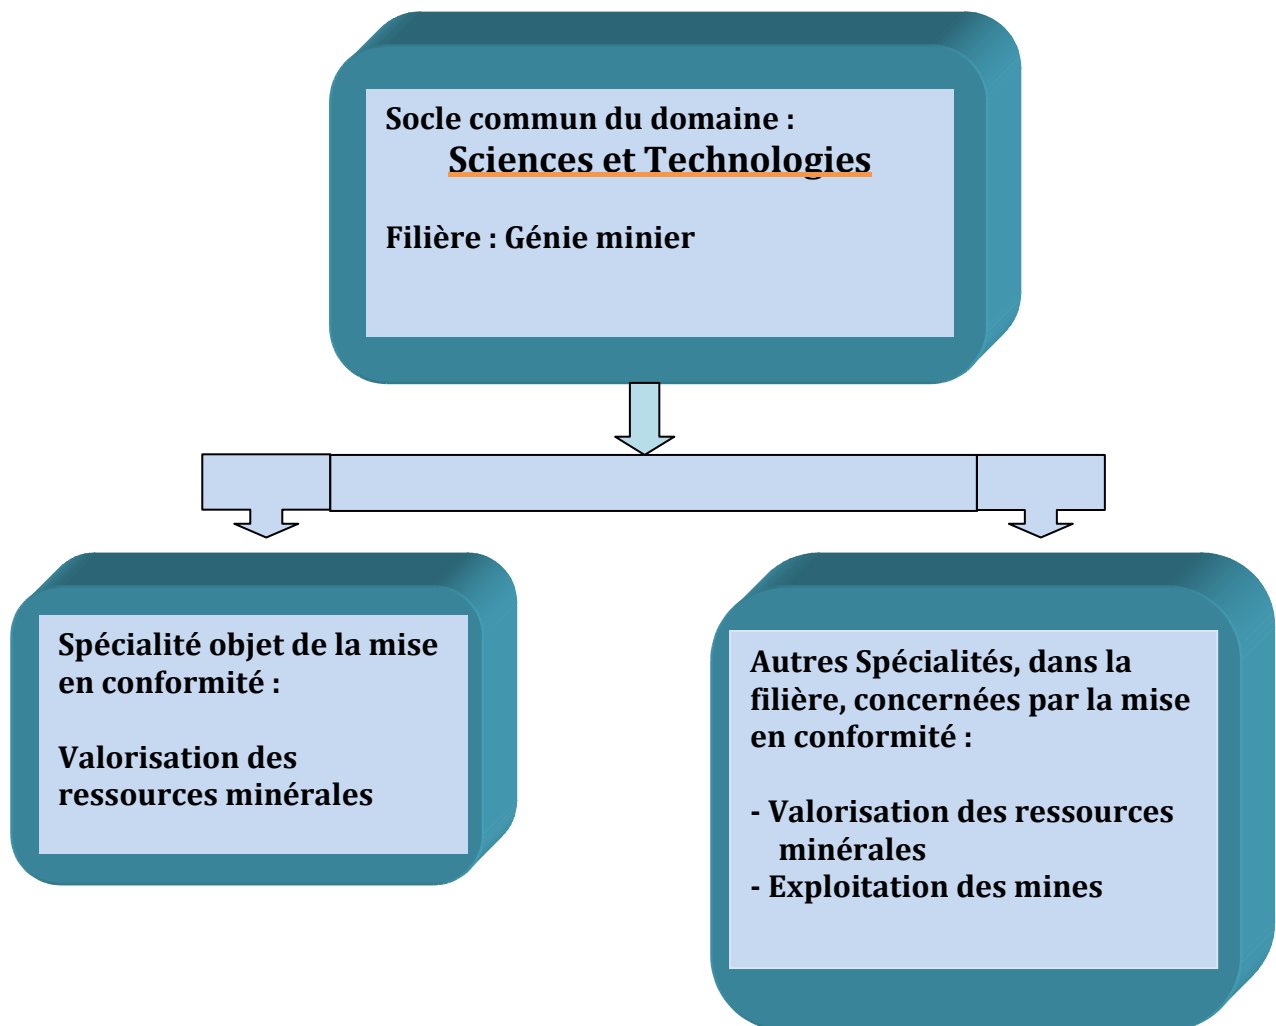 Socle commun du domaine :
Sciences et Technologies
Filière : Génie minier
Spécialité objet de la mise
en conformité :
Valorisation des
ressources minérales
Autres Spécialités, dans la
filière, concernées par la mise
en conformité :
- Valorisation des ressources
minérales
- Exploitation des mines